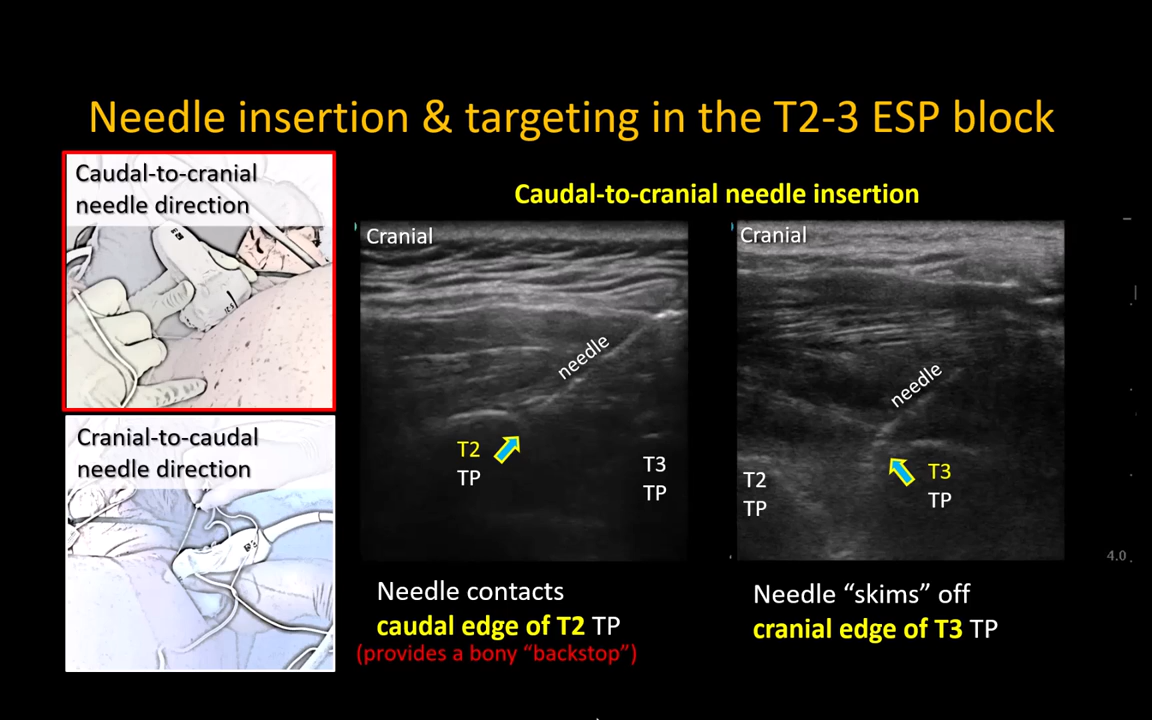 Needle insertion & targeting in the T2-3 ESP block
Caudal-to-cranial
needle direction
Cranial-to-caudal
needle direction
Caudal-to-cranial needle insertion
Cranial
needle
T2
TP
T3
TP
Needle contacts
caudal edge of T2 TP
(provides a bony “backstop”)
Cranial
needle
T2
TP
T3
TP
4.0
Needle “skims” off
cranial edge of T3 TP